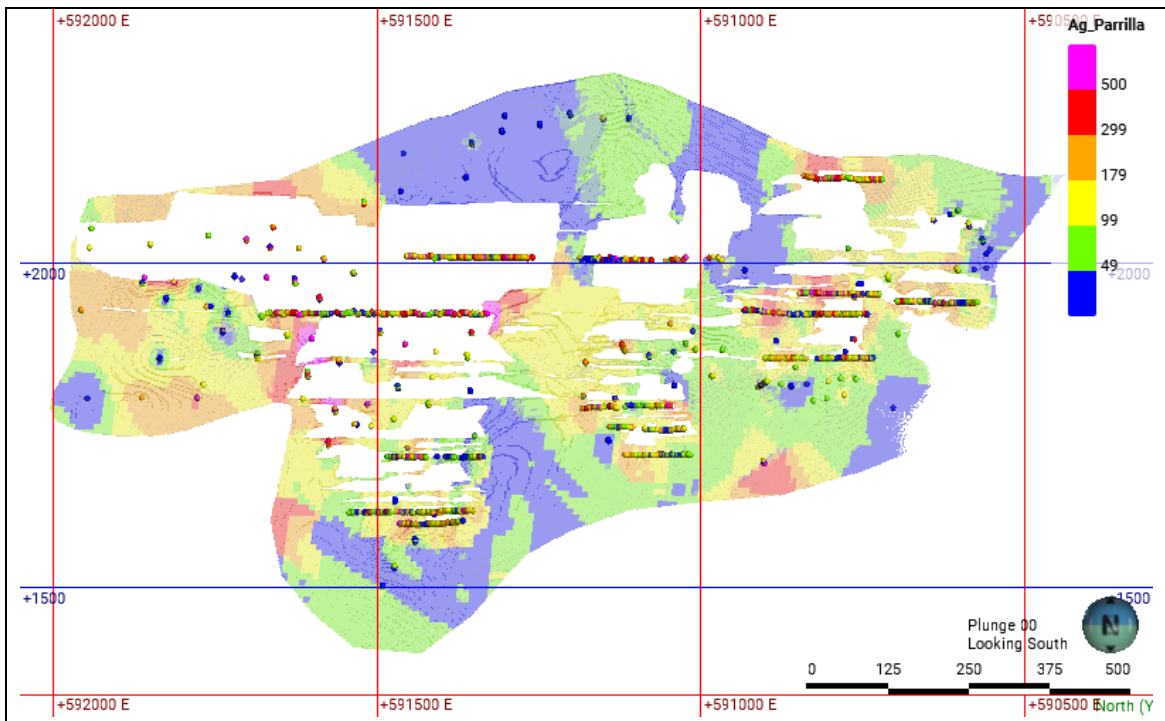 +592000 E
+591500 E
+591000 E
+590500 E
Ag_Parrilla
500
299
179
99
49
+2000
+2000
+1500
+1500
Plunge 00
Looking South
N
0
125
250
375
500
+592000 E
+591500 E
+591000 E
+590500 E
North (Y